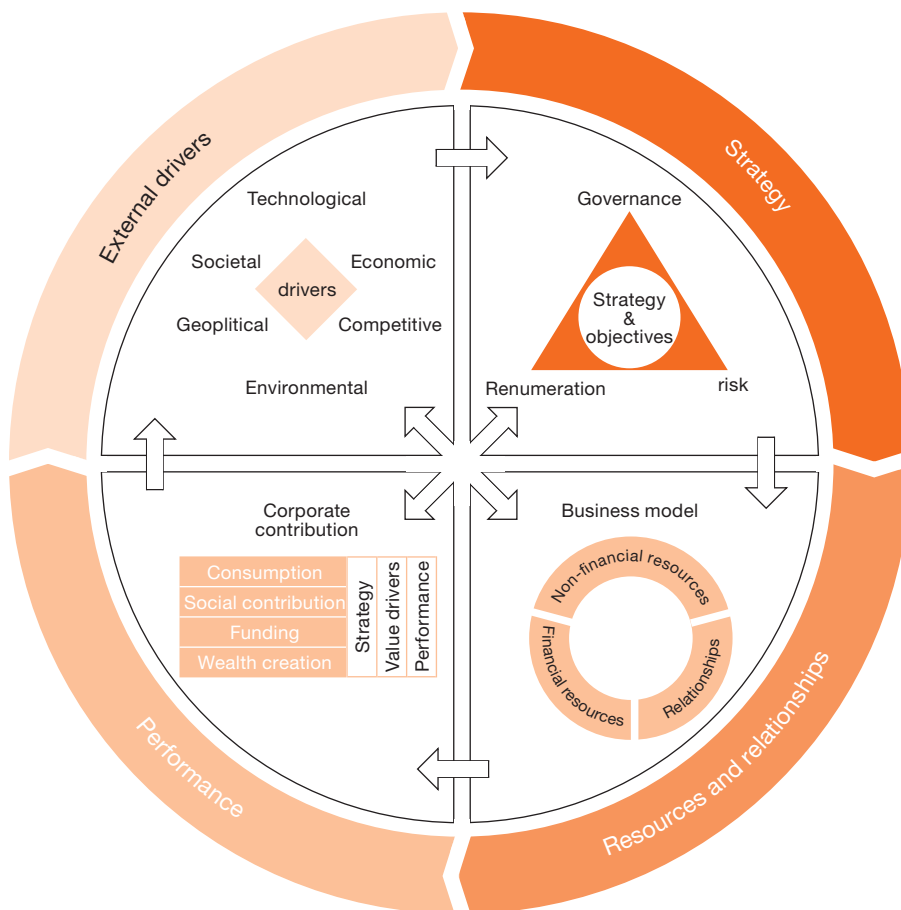 External drivers
Technological
Societal
Economic
drivers
Geoplitical
Competitive
Environmental
Strategy
Governance
Strategy
&
objectives
Renumeration
risk
Corporate
contribution
Consumption
Social contribution
Funding
Wealth creation
Strategy
Value drivers
Performance
Performance
Business model
Non-financial resources
Financial resources
Relationships
Resources and relationships